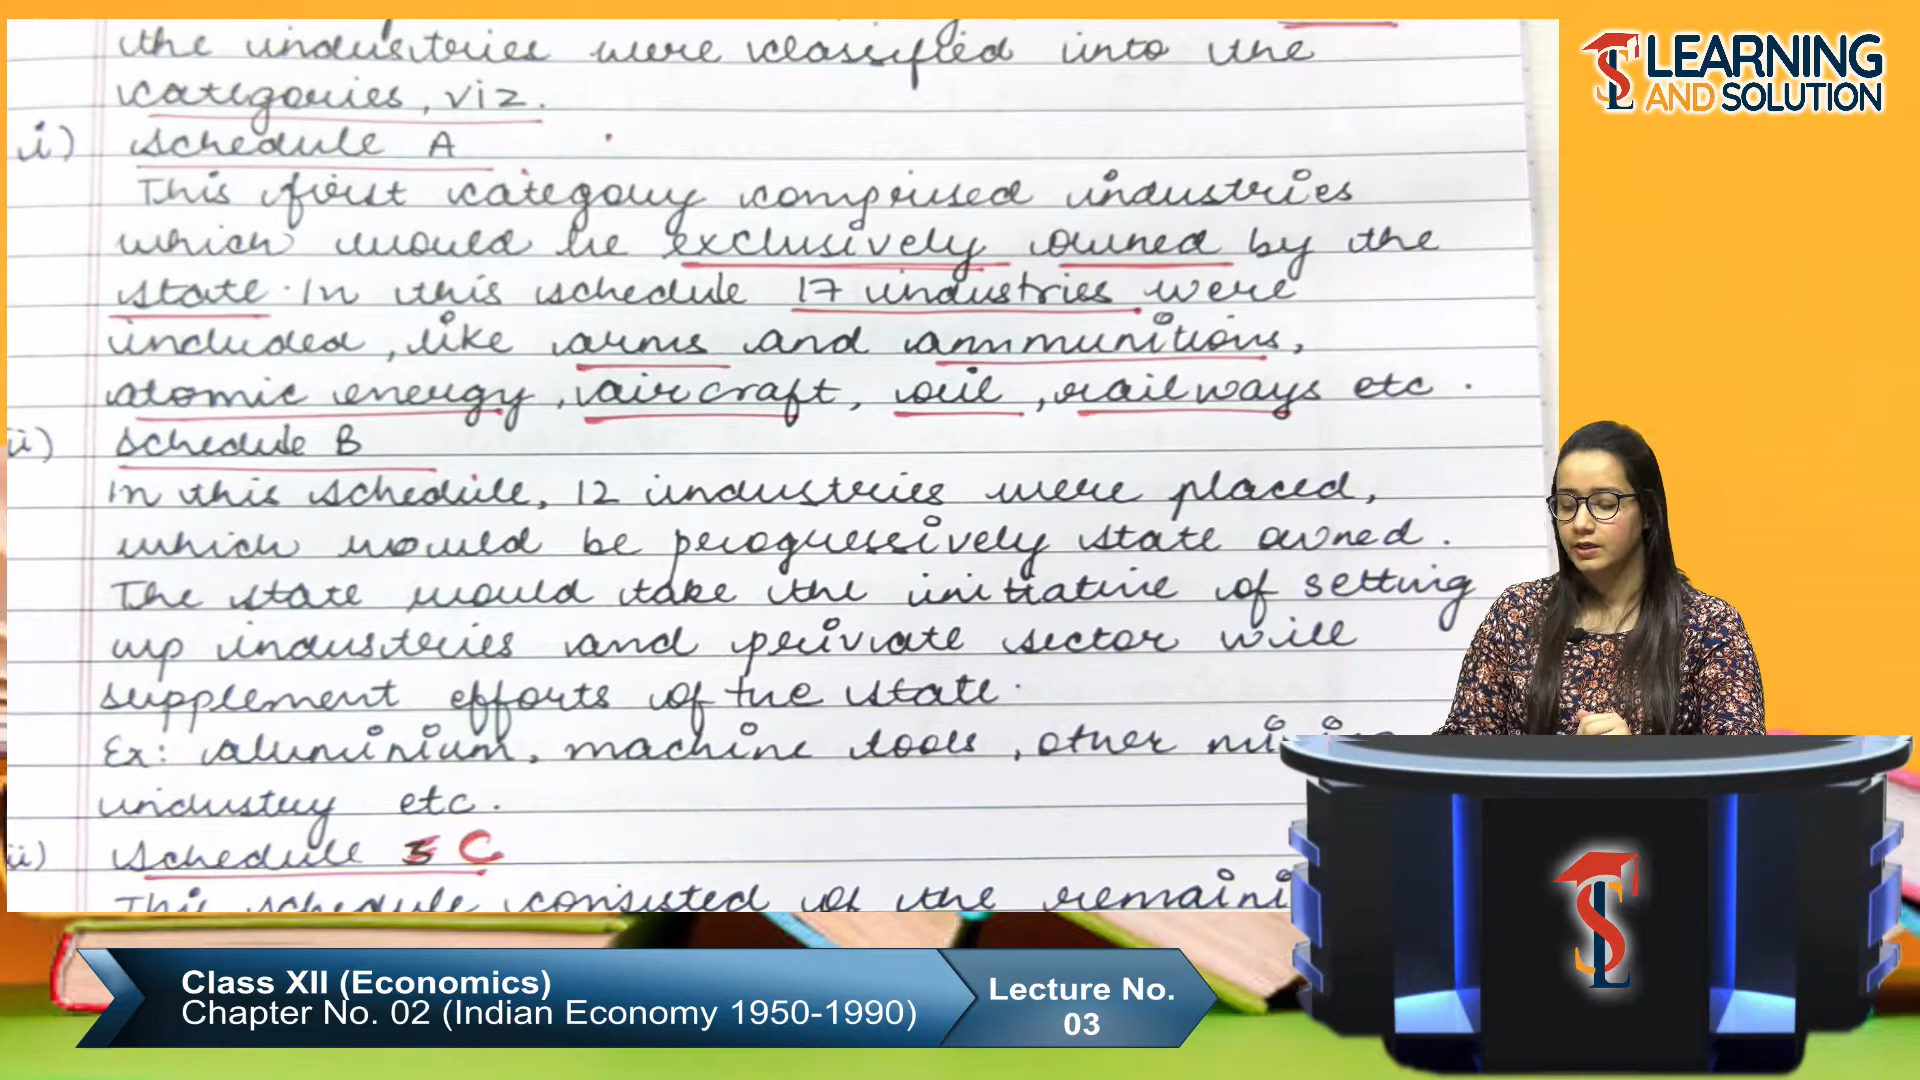 the industries were classified into the
categories, viz.
i) Schedule A
This first category comprised industries
which would be exclusively owned by the
state. In this schedule 17 industries were
included, like arms and ammunitions,
atomic energy, aircraft, oil, railways etc.
ii) Schedule B
In this schedule, 12 industries were placed,
which would be progressively state owned.
The state would take the initiative of setting
up industries and private sector will
supplement efforts of the state.
Ex: aluminium, machine tools, other
industry etc.
ii) Schedule C
This schedule consisted of the
LEARNING
AND SOLUTION
SL
Class XII (Economics)
Chapter No. 02 (Indian Economy 1950-1990)
Lecture No.
03
SL